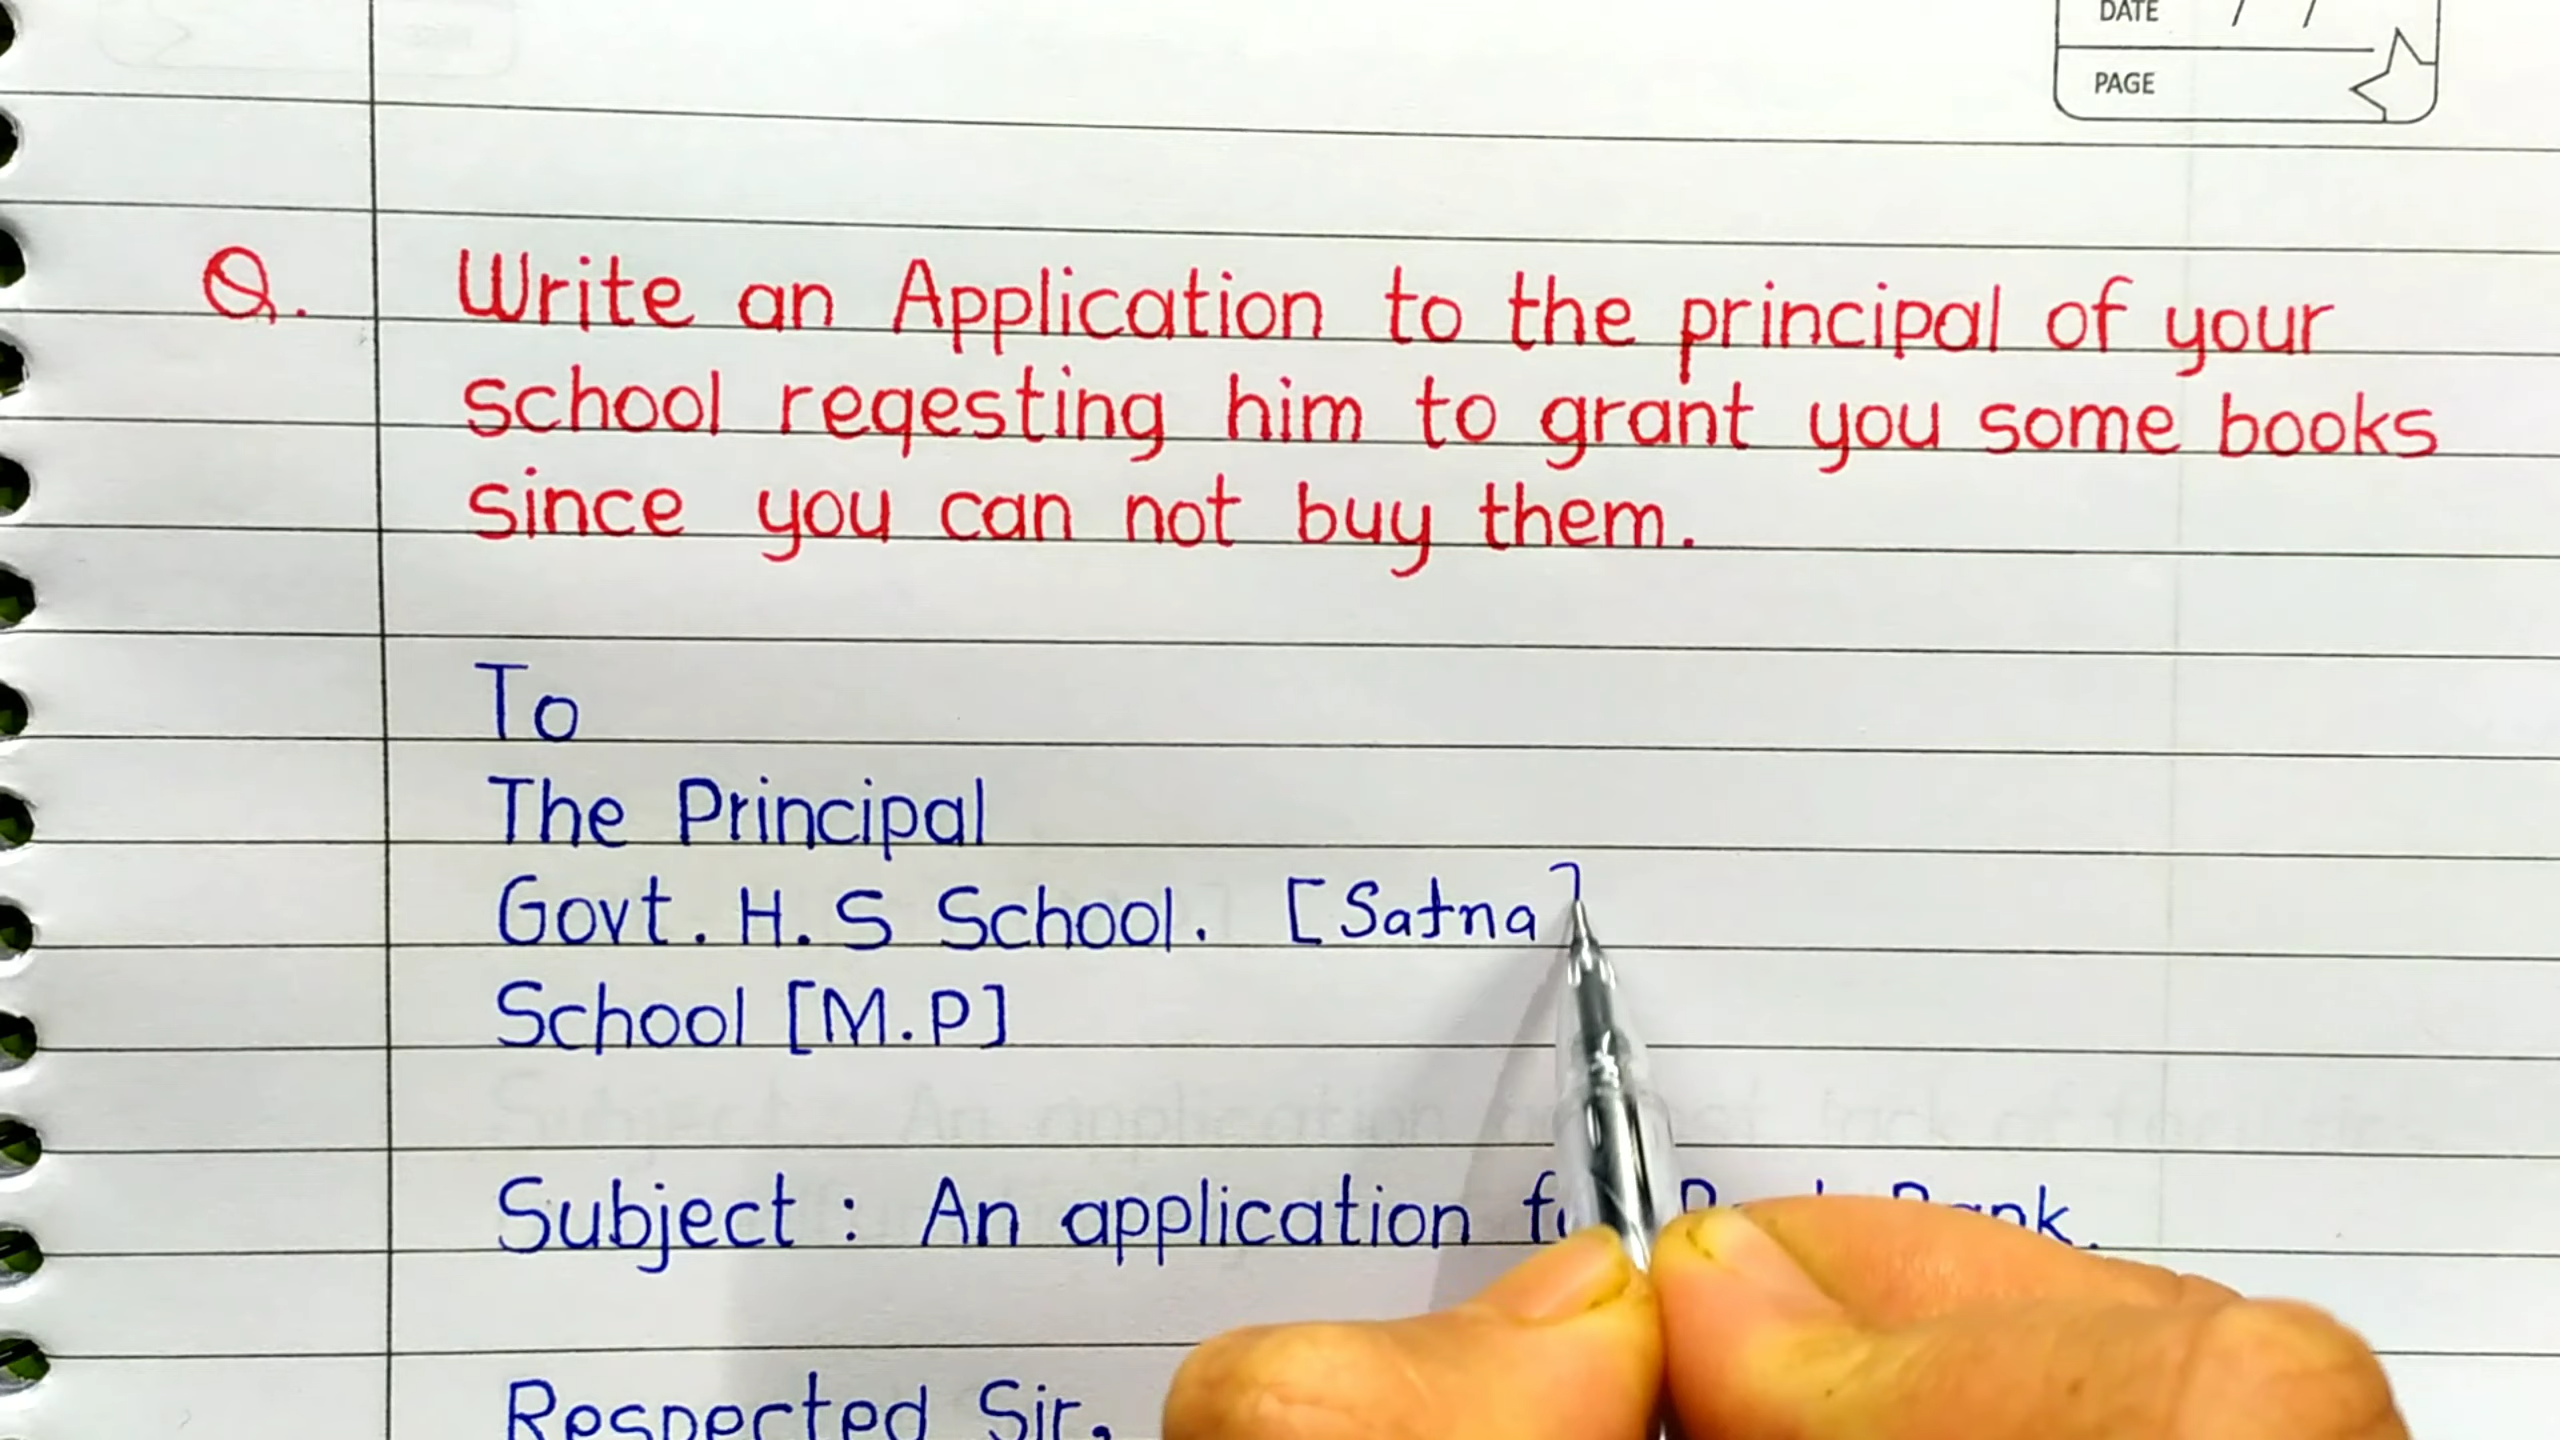 DATE / /
PAGE
Q. Write an Application to the principal of your
school reqesting him to grant you some books
since you can not buy them.
To
The Principal
Govt. H.S School. [Satna]
School [M.P]
Subject : An application
Respected Sir,